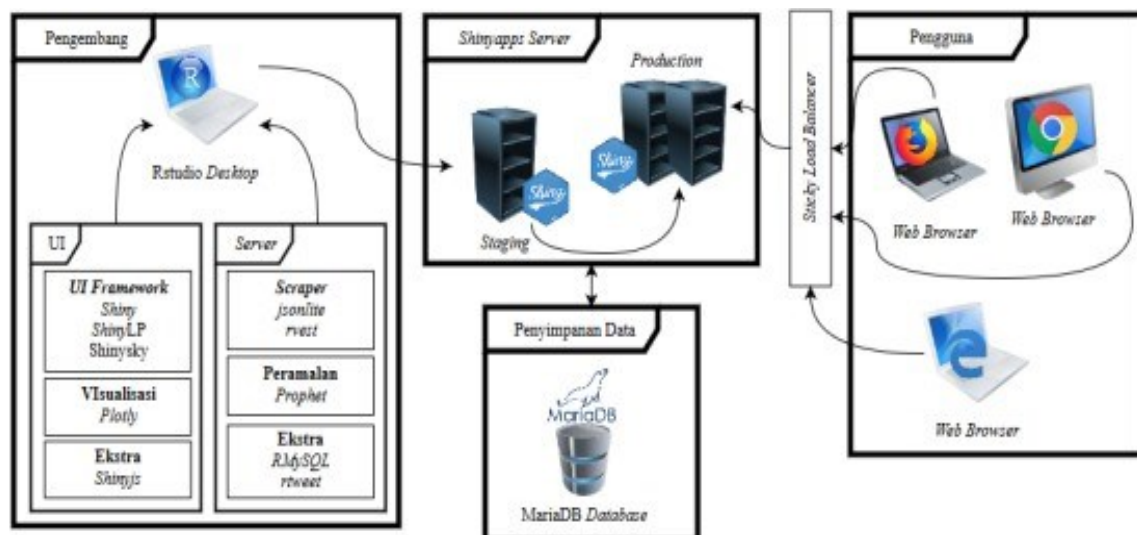 Pengembang
Rstudio Desktop
UI
UI Framework
Shiny
ShinyLP
Shinysky
VIsualisasi
Plotly
Ekstra
Shinyjs
Server
Scraper
jsonlite
rvest
Peramalan
Prophet
Ekstra
RMySQL
rtweet
Shinyapps Server
Production
Shiny
Shiny
Staging
Penyimpanan Data
MariaDB
MariaDB Database
Sticky Load Balancer
Pengguna
Web Browser
Web Browser
Web Browser